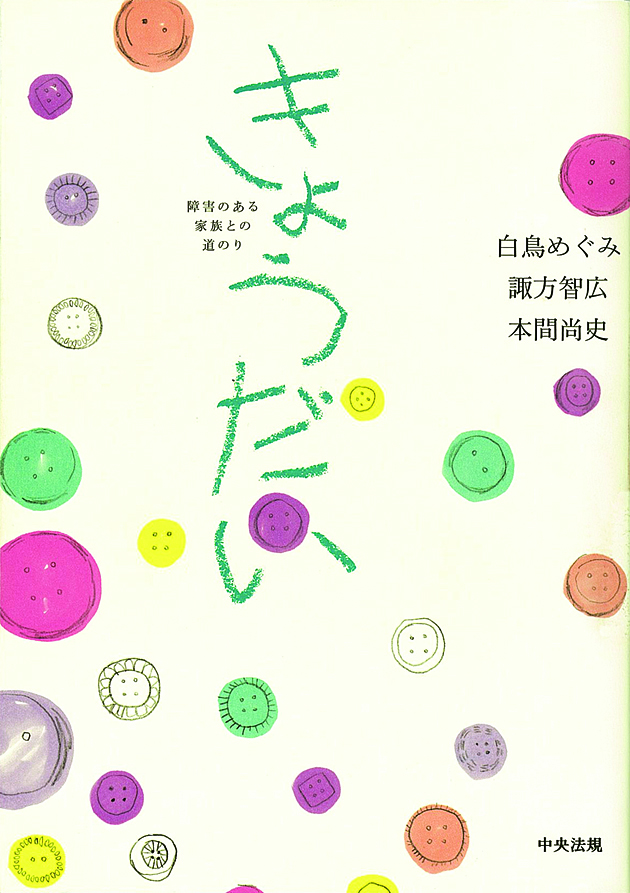 きょうだい
障害のある
家族との
道のり
白鳥めぐみ
諏方智広
本間尚史
中央法規